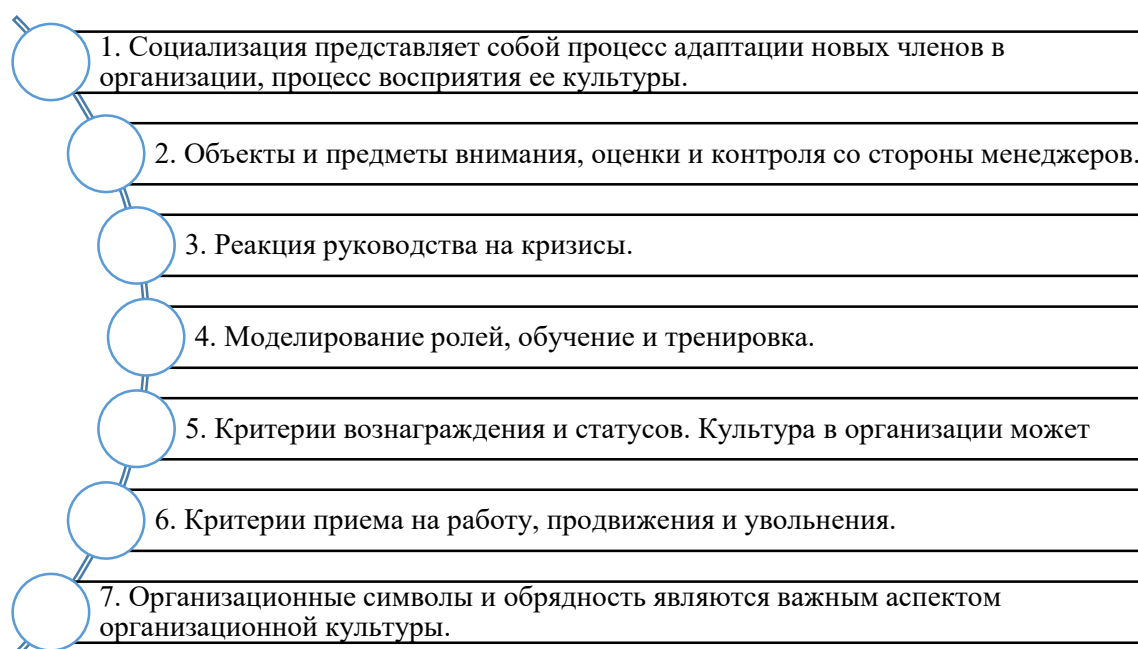 1. Социализация представляет собой процесс адаптации новых членов в
организации, процесс восприятия ее культуры.
2. Объекты и предметы внимания, оценки и контроля со стороны менеджеров.
3. Реакция руководства на кризисы.
4. Моделирование ролей, обучение и тренировка.
5. Критерии вознаграждения и статусов. Культура в организации может
6. Критерии приема на работу, продвижения и увольнения.
7. Организационные символы и обрядность являются важным аспектом
организационной культуры.